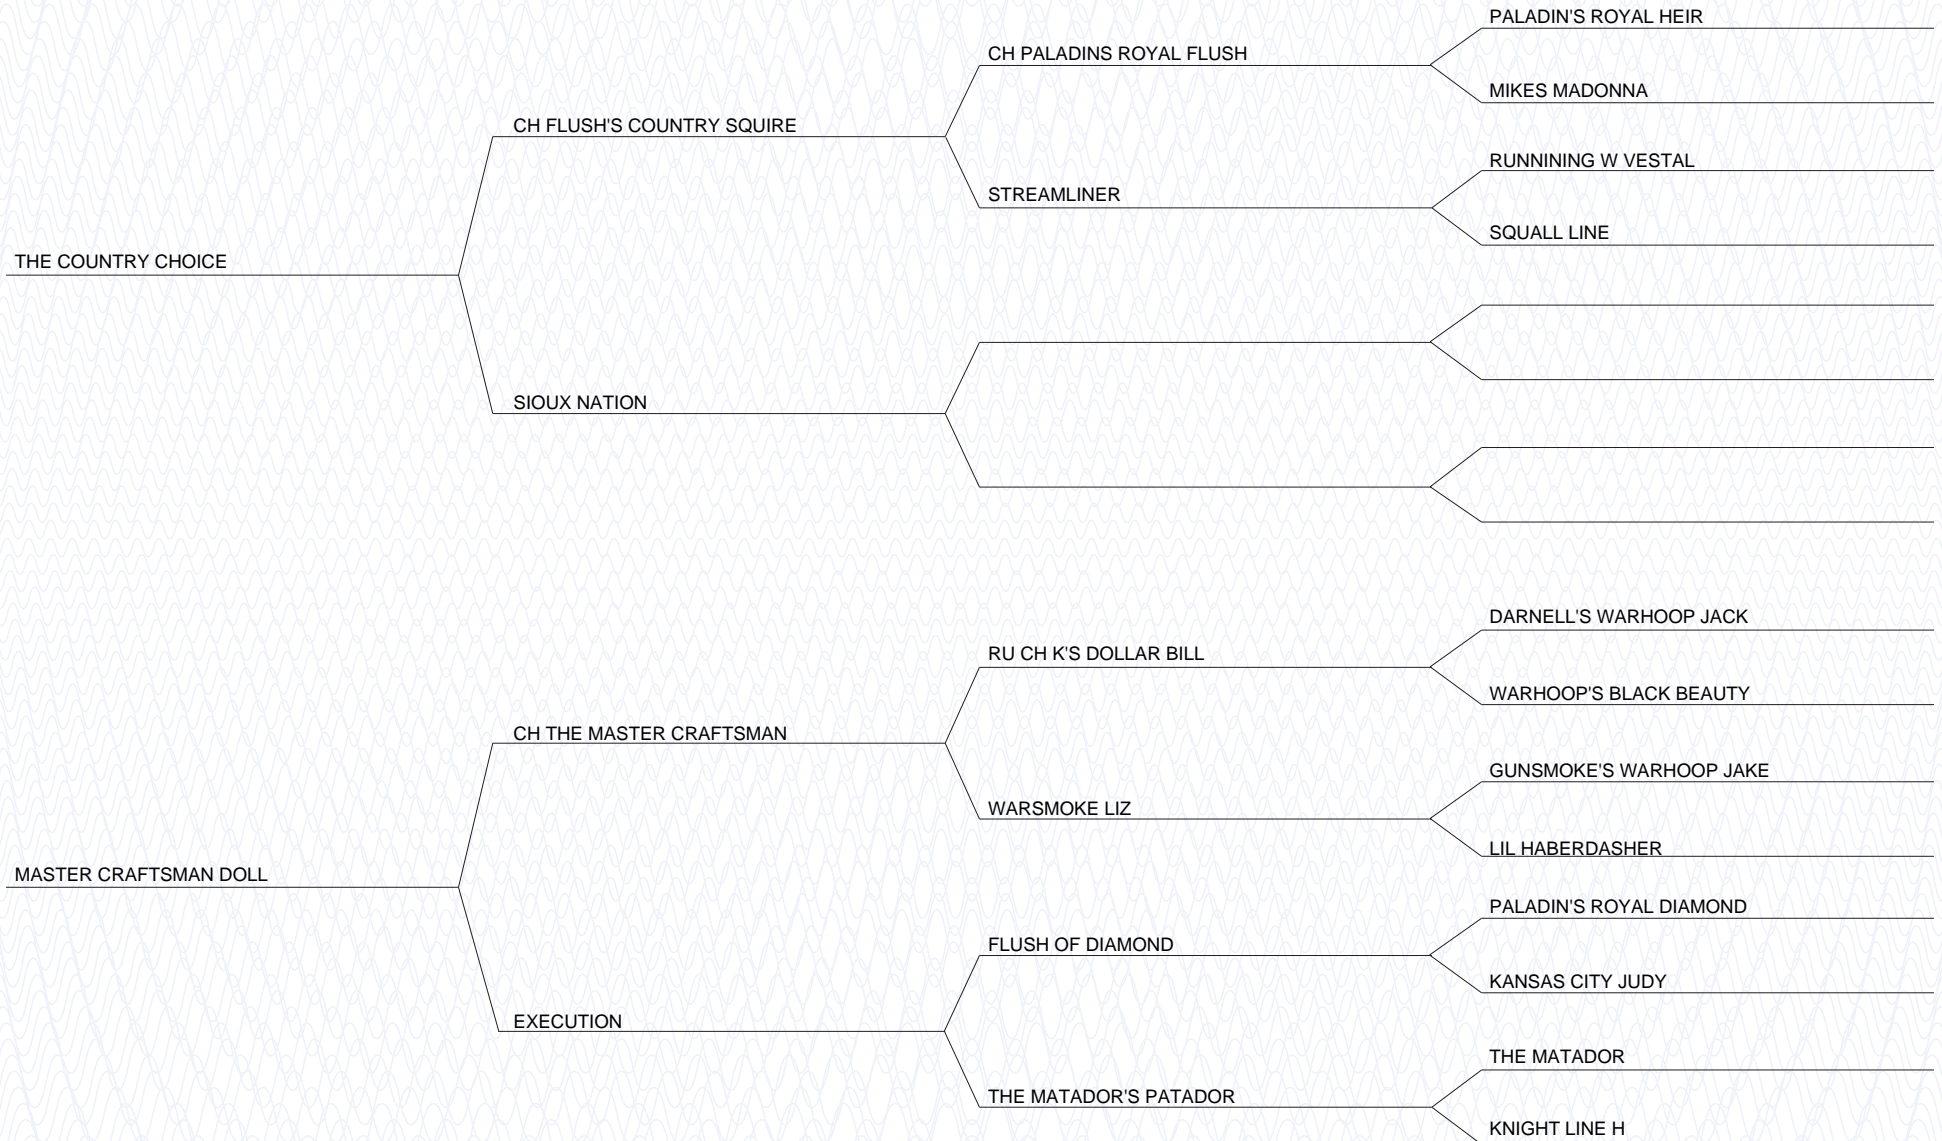 PALADIN'S ROYAL HEIR
CH PALADINS ROYAL FLUSH
MIKES MADONNA
CH FLUSH'S COUNTRY SQUIRE
RUNNINING W VESTAL
STREAMLINER
SQUALL LINE
THE COUNTRY CHOICE
SIOUX NATION
DARNELL'S WARHOOP JACK
RU CH K'S DOLLAR BILL
WARHOOP'S BLACK BEAUTY
CH THE MASTER CRAFTSMAN
GUNSMOKE'S WARHOOP JAKE
WARSMOKE LIZ
LIL HABERDASHER
MASTER CRAFTSMAN DOLL
PALADIN'S ROYAL DIAMOND
FLUSH OF DIAMOND
KANSAS CITY JUDY
EXECUTION
THE MATADOR
THE MATADOR'S PATADOR
KNIGHT LINE H